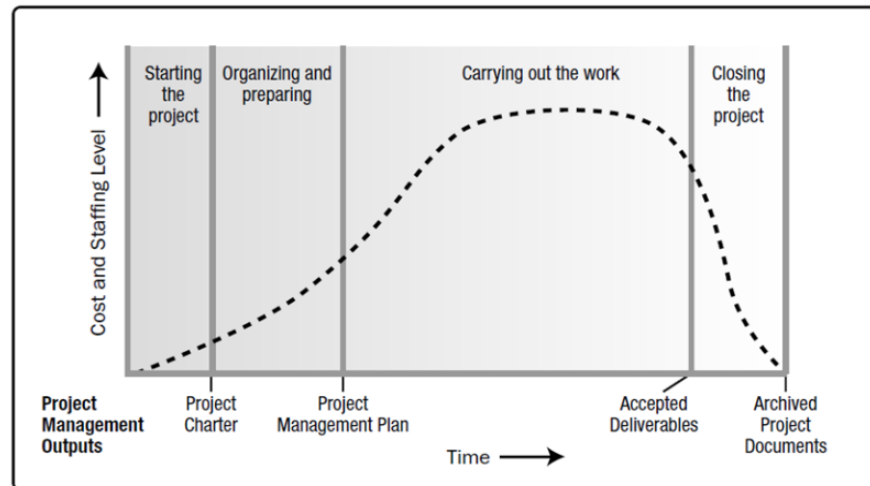 Starting
the
project
Organizing and
preparing
Carrying out the work
Closing
the
project
Cost and Staffing Level
Project
Management
Outputs
Project
Charter
Project
Management Plan
Accepted
Deliverables
Archived
Project
Documents
Time